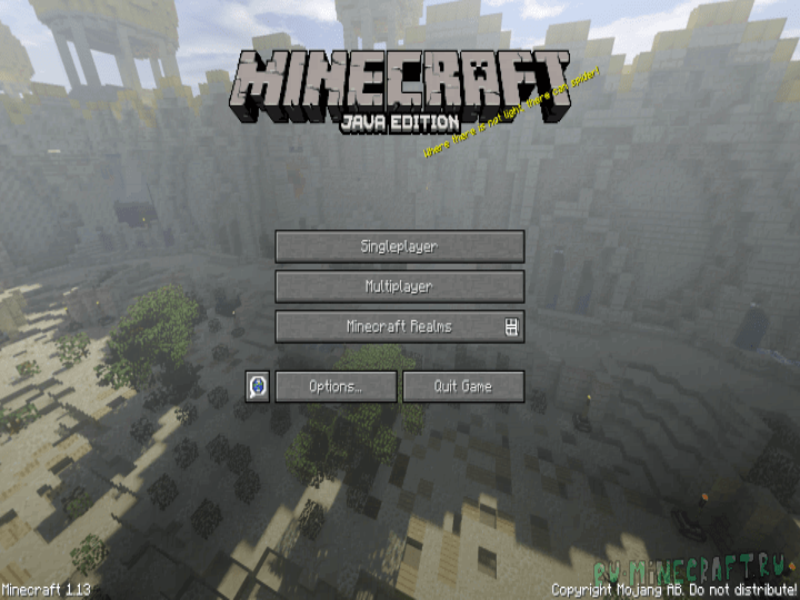 MINECRAFT
JAVA EDITION
Where there is not light there can spider!
Singleplayer
Multiplayer
Minecraft Realms
Options...
Quit Game
RU-MINECRAFT.RU
Minecraft 1.13
Copyright Mojang AB. Do not distribute!